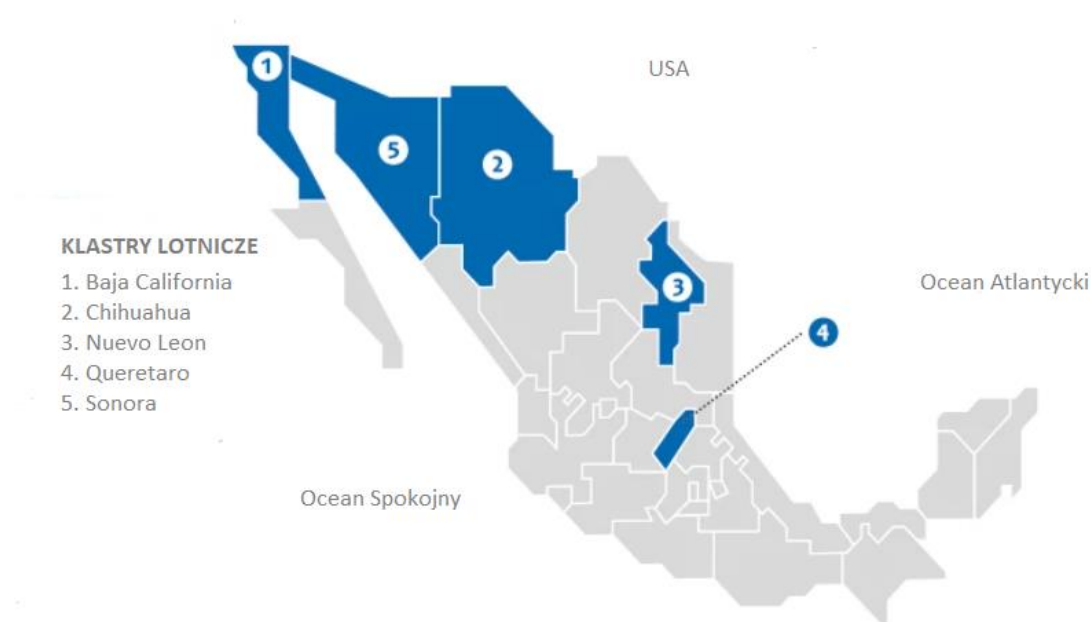 USA
1
5
2
KLASTRY LOTNICZE
1. Baja California
2. Chihuahua
3. Nuevo Leon
4. Queretaro
5. Sonora
3
Ocean Atlantycki
4
Ocean Spokojny